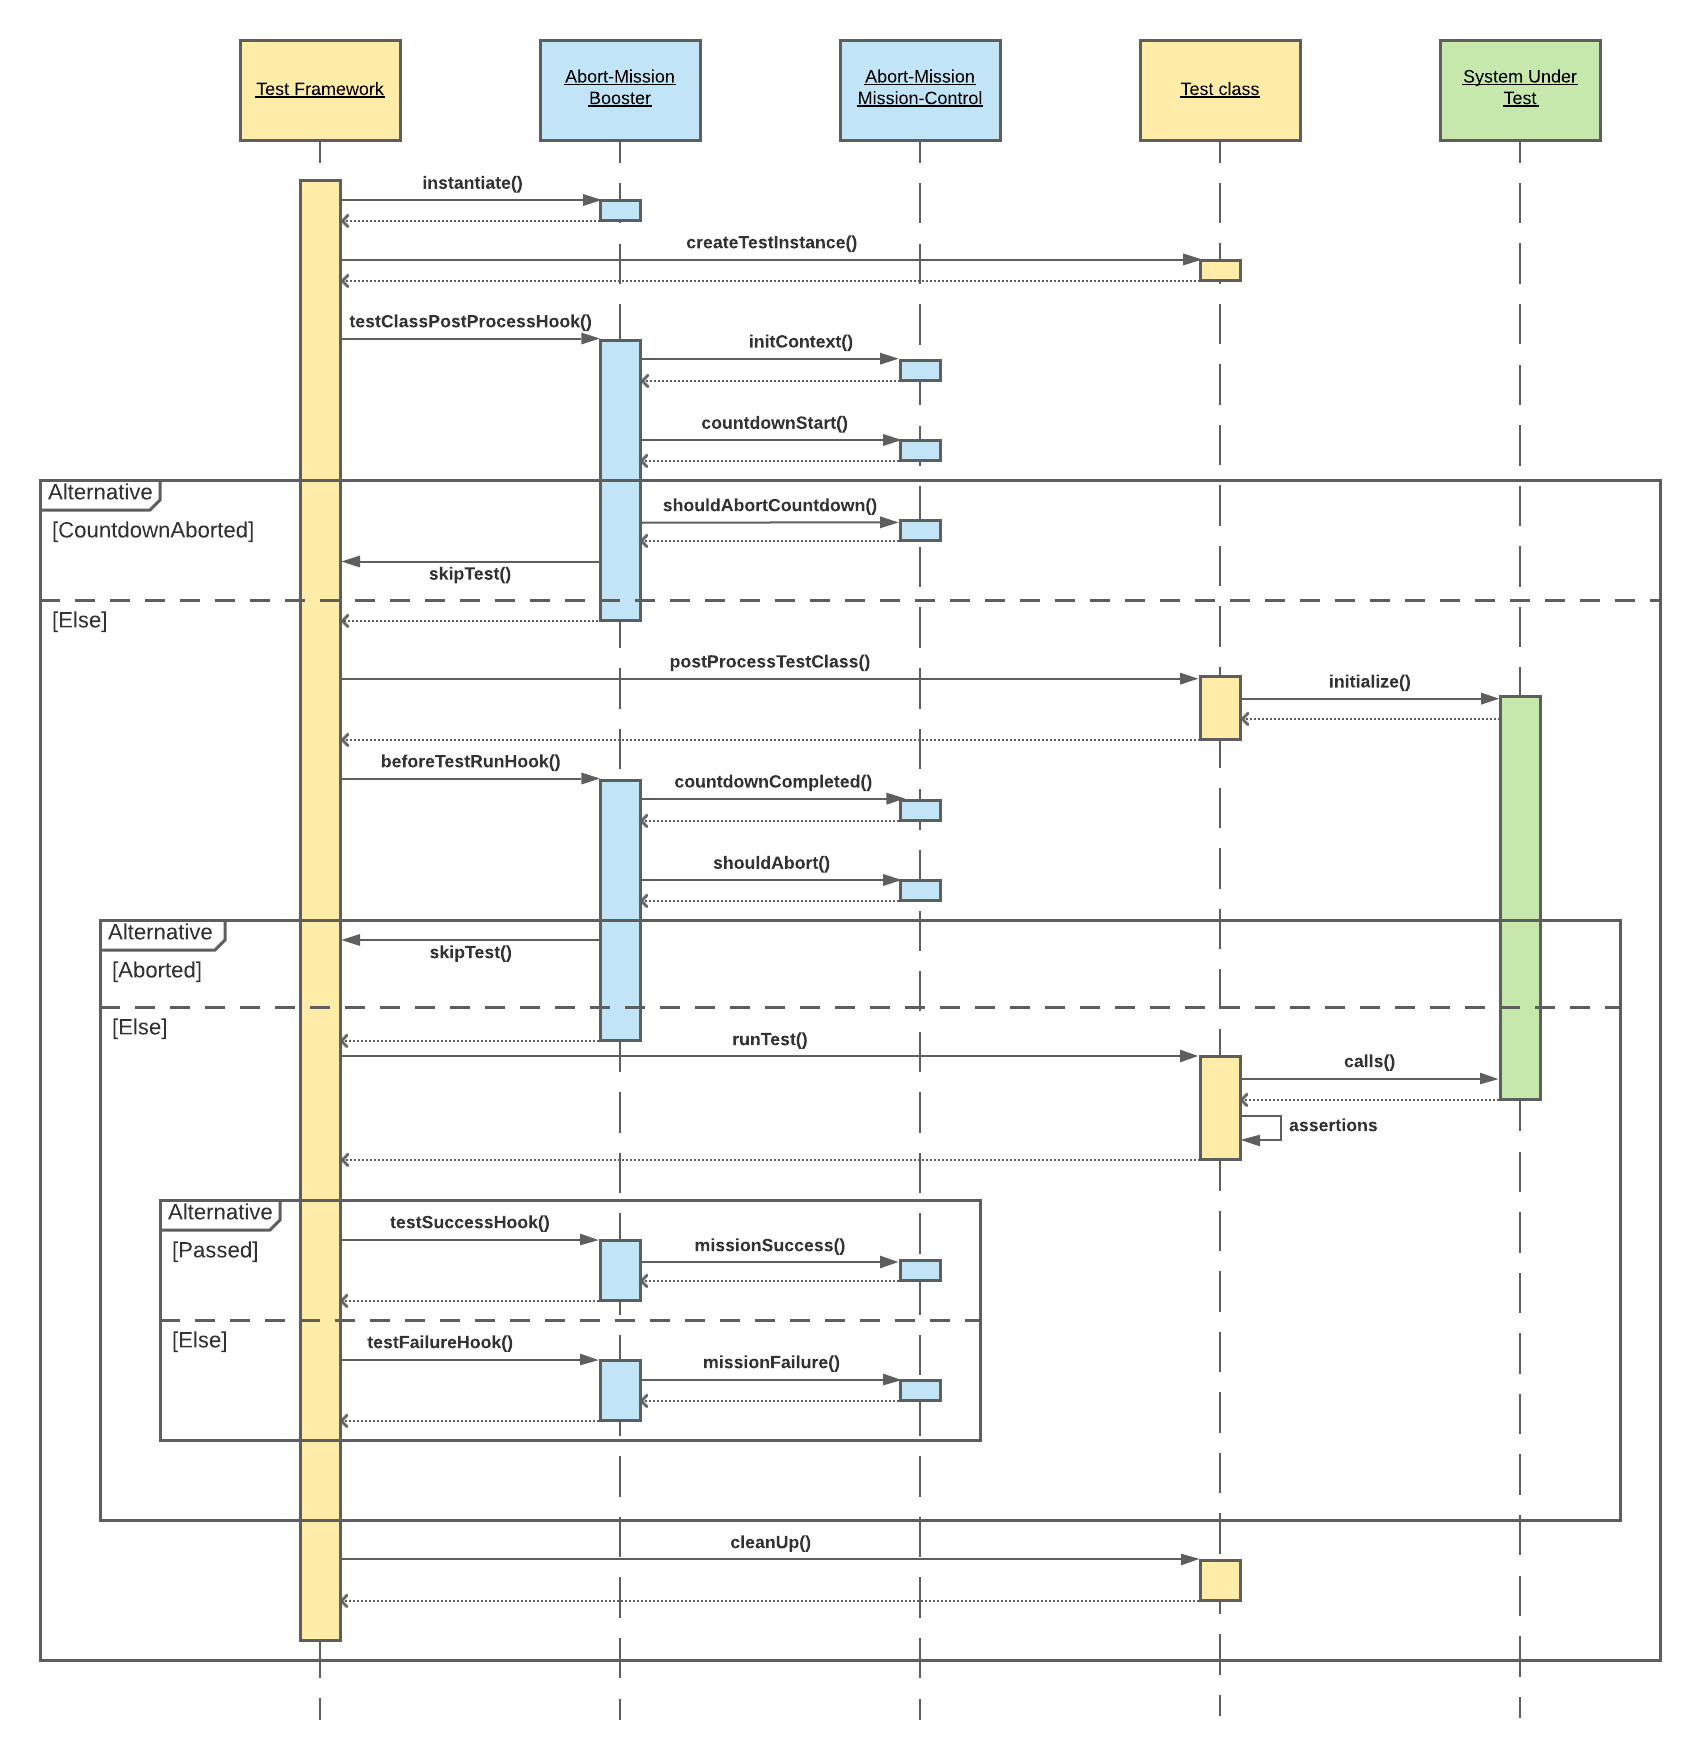 Test Framework
Abort-Mission
Booster
Abort-Mission
Mission-Control
Test class
System Under
Test
instantiate()
createTestInstance()
testClassPostProcessHook()
initContext()
countdownStart()
Alternative
[CountdownAborted]
shouldAbortCountdown()
skipTest()
[Else]
postProcessTestClass()
initialize()
beforeTestRunHook()
countdownCompleted()
shouldAbort()
Alternative
[Aborted]
skipTest()
[Else]
runTest()
calls()
assertions
Alternative
[Passed]
testSuccessHook()
missionSuccess()
[Else]
testFailureHook()
missionFailure()
cleanUp()